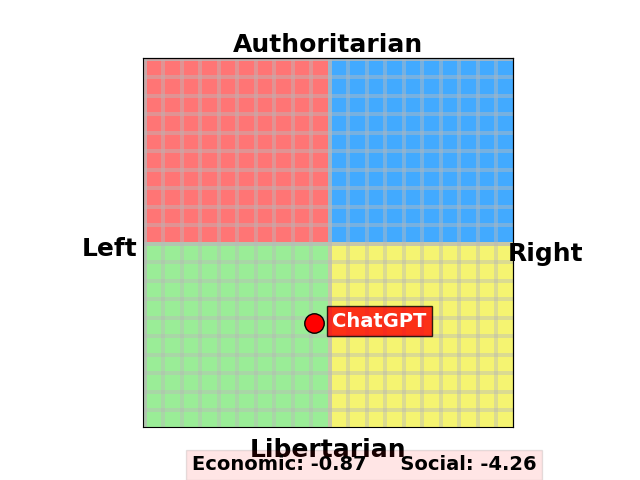 Authoritarian
Left
Right
ChatGPT
Libertarian
Economic: -0.87 Social: -4.26